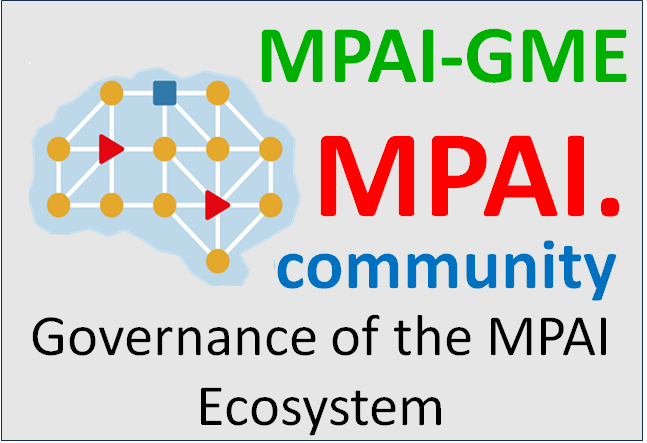 MPAI-GME
MPAI.
community
Governance of the MPAI
Ecosystem